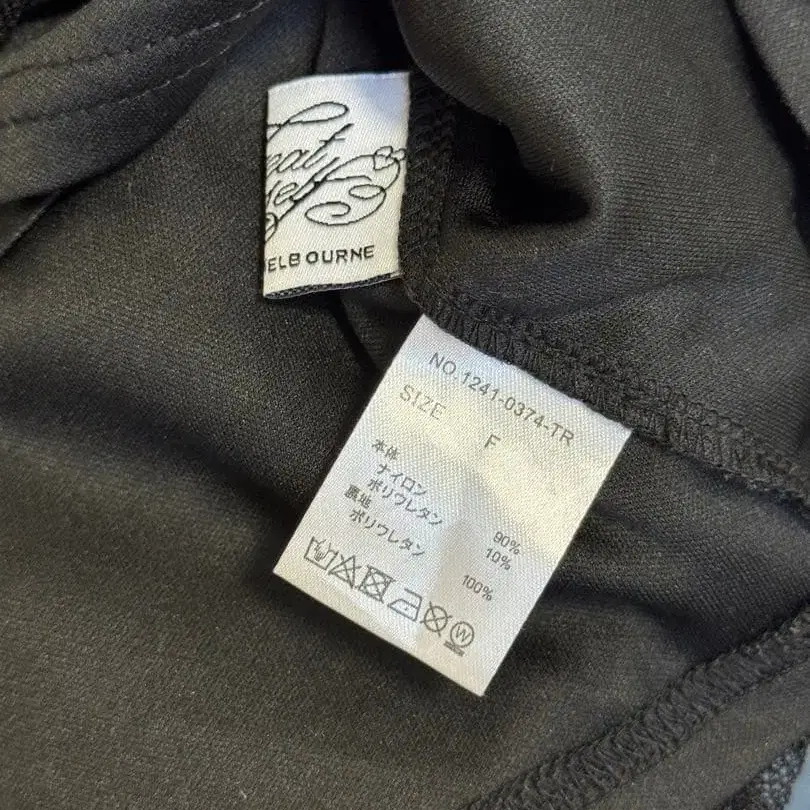 eat
ELBOURNE
NO.1241-0374-TR
SIZE F
本体
ナイロン 90%
ポリウレタン 10%
裏地
ポリウレタン 100%
W